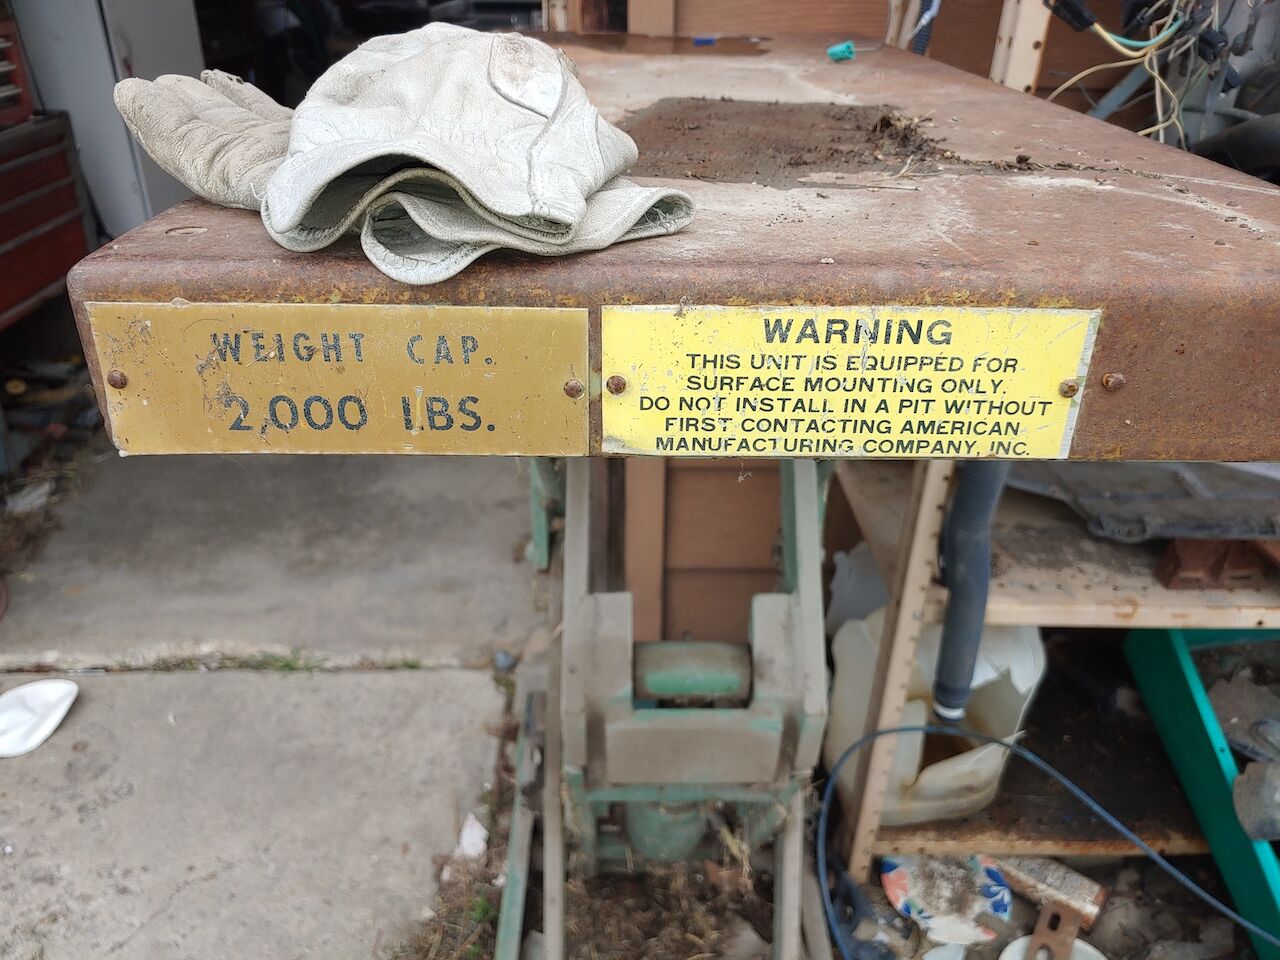 WEIGHT CAP.
2,000 LBS.
WARNING
THIS UNIT IS EQUIPPED FOR
SURFACE MOUNTING ONLY.
DO NOT INSTALL IN A PIT WITHOUT
FIRST CONTACTING AMERICAN
MANUFACTURING COMPANY, INC.